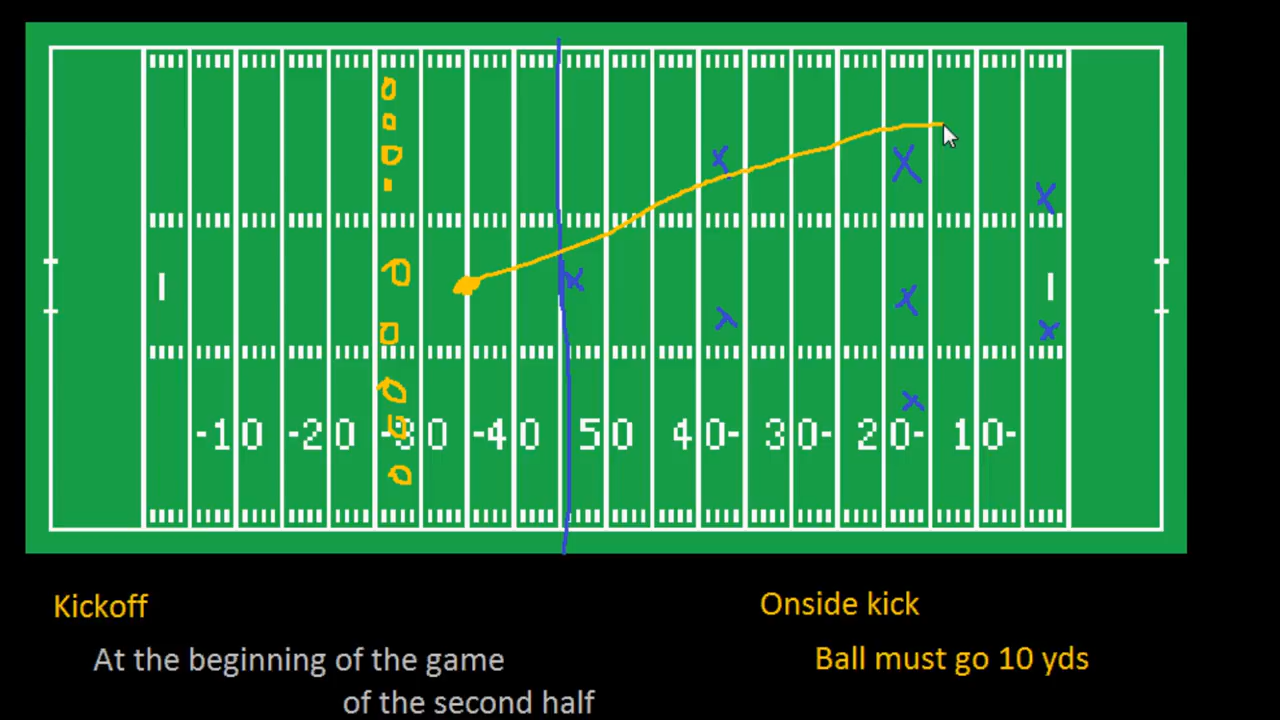 -10 -20 -30 -40 50 40- 30- 20- 10-
Kickoff
At the beginning of the game
of the second half
Onside kick
Ball must go 10 yds